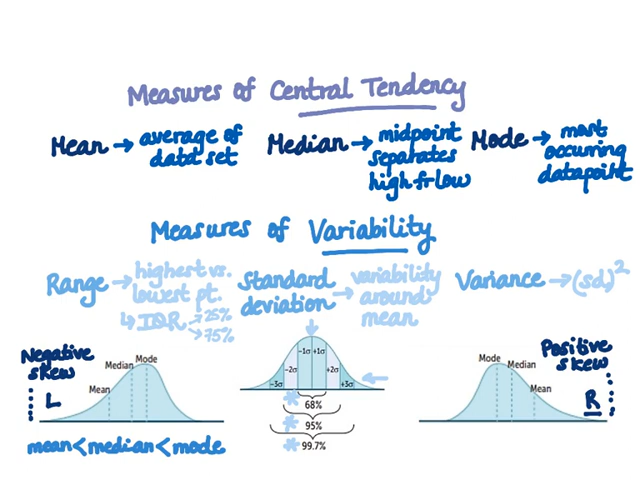 Measures of Central Tendency
Mean → average of
data set
Median → midpoint
separates
high fr low
Mode → most
occuring
datapoint
Measures of Variability
Range → highest vs.
lowest pt.
↳ IQR → 25%
→ 75%
Standard
deviation → variability
around
mean
Variance → (sd)²
Negative
skew
L
Mean
Median
Mode
mean < median < mode
-3σ
-2σ
-1σ
+1σ
+2σ
+3σ
68%
95%
99.7%
Positive
skew
R
Mode
Median
Mean